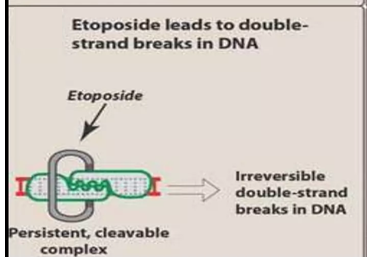 Etoposide leads to double-
strand breaks in DNA
Etoposide
Irreversible
double-strand
breaks in DNA
Persistent, cleavable
complex